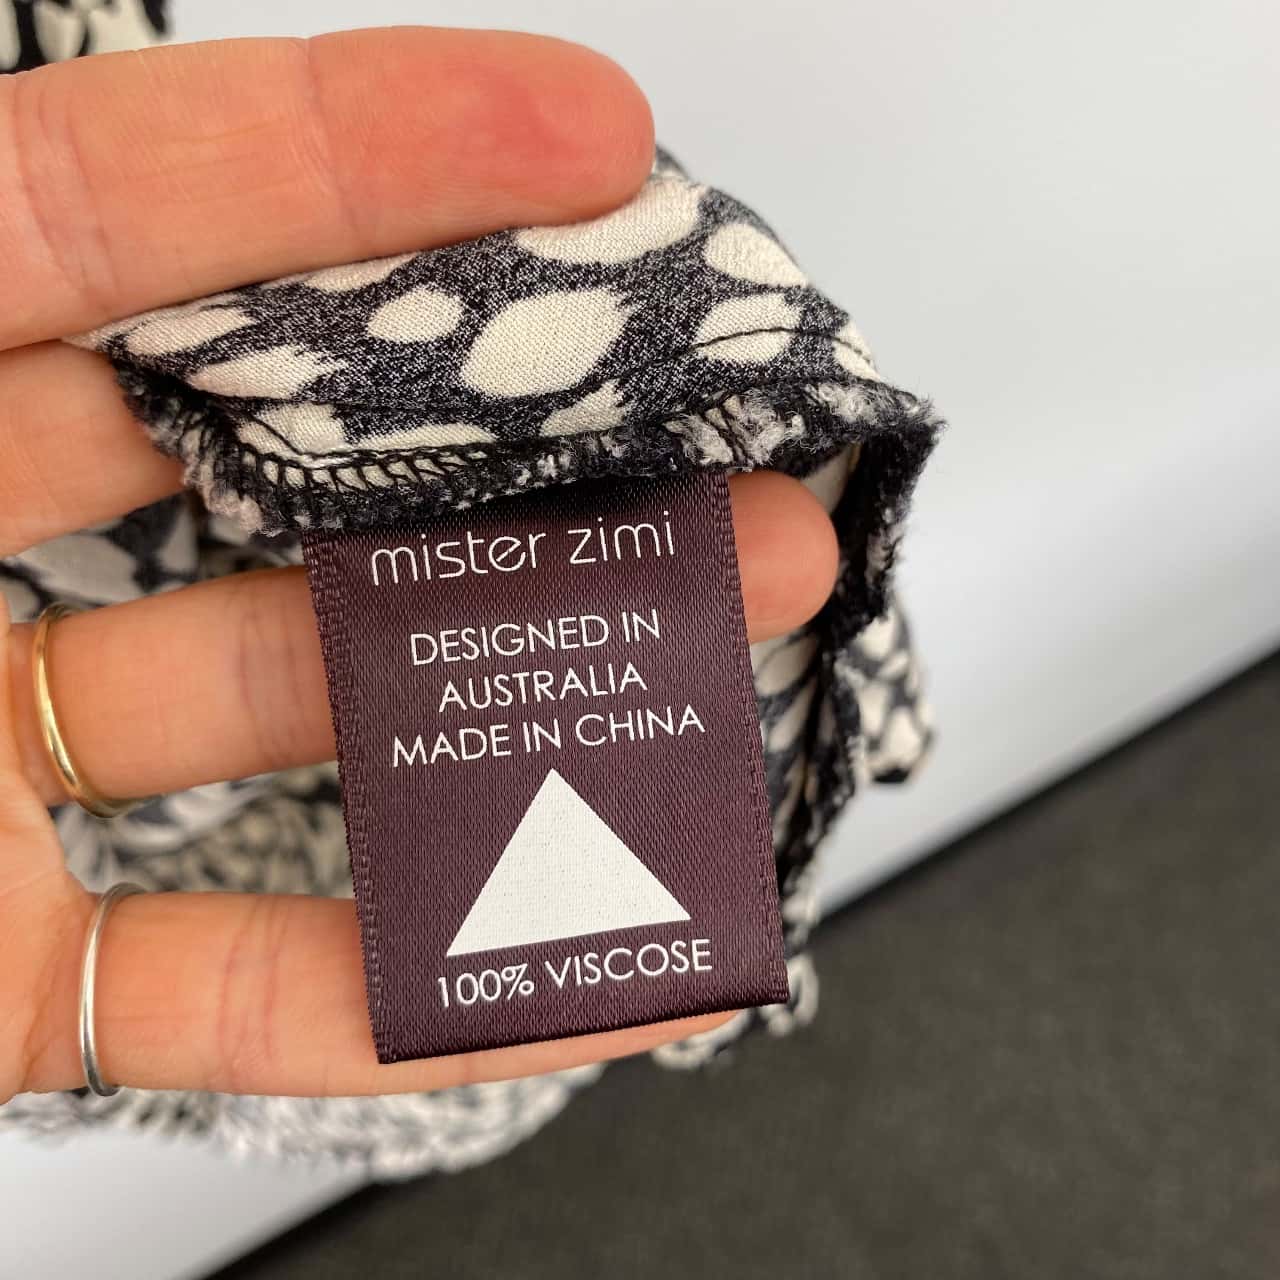 mister zimi
DESIGNED IN
AUSTRALIA
MADE IN CHINA
100% VISCOSE